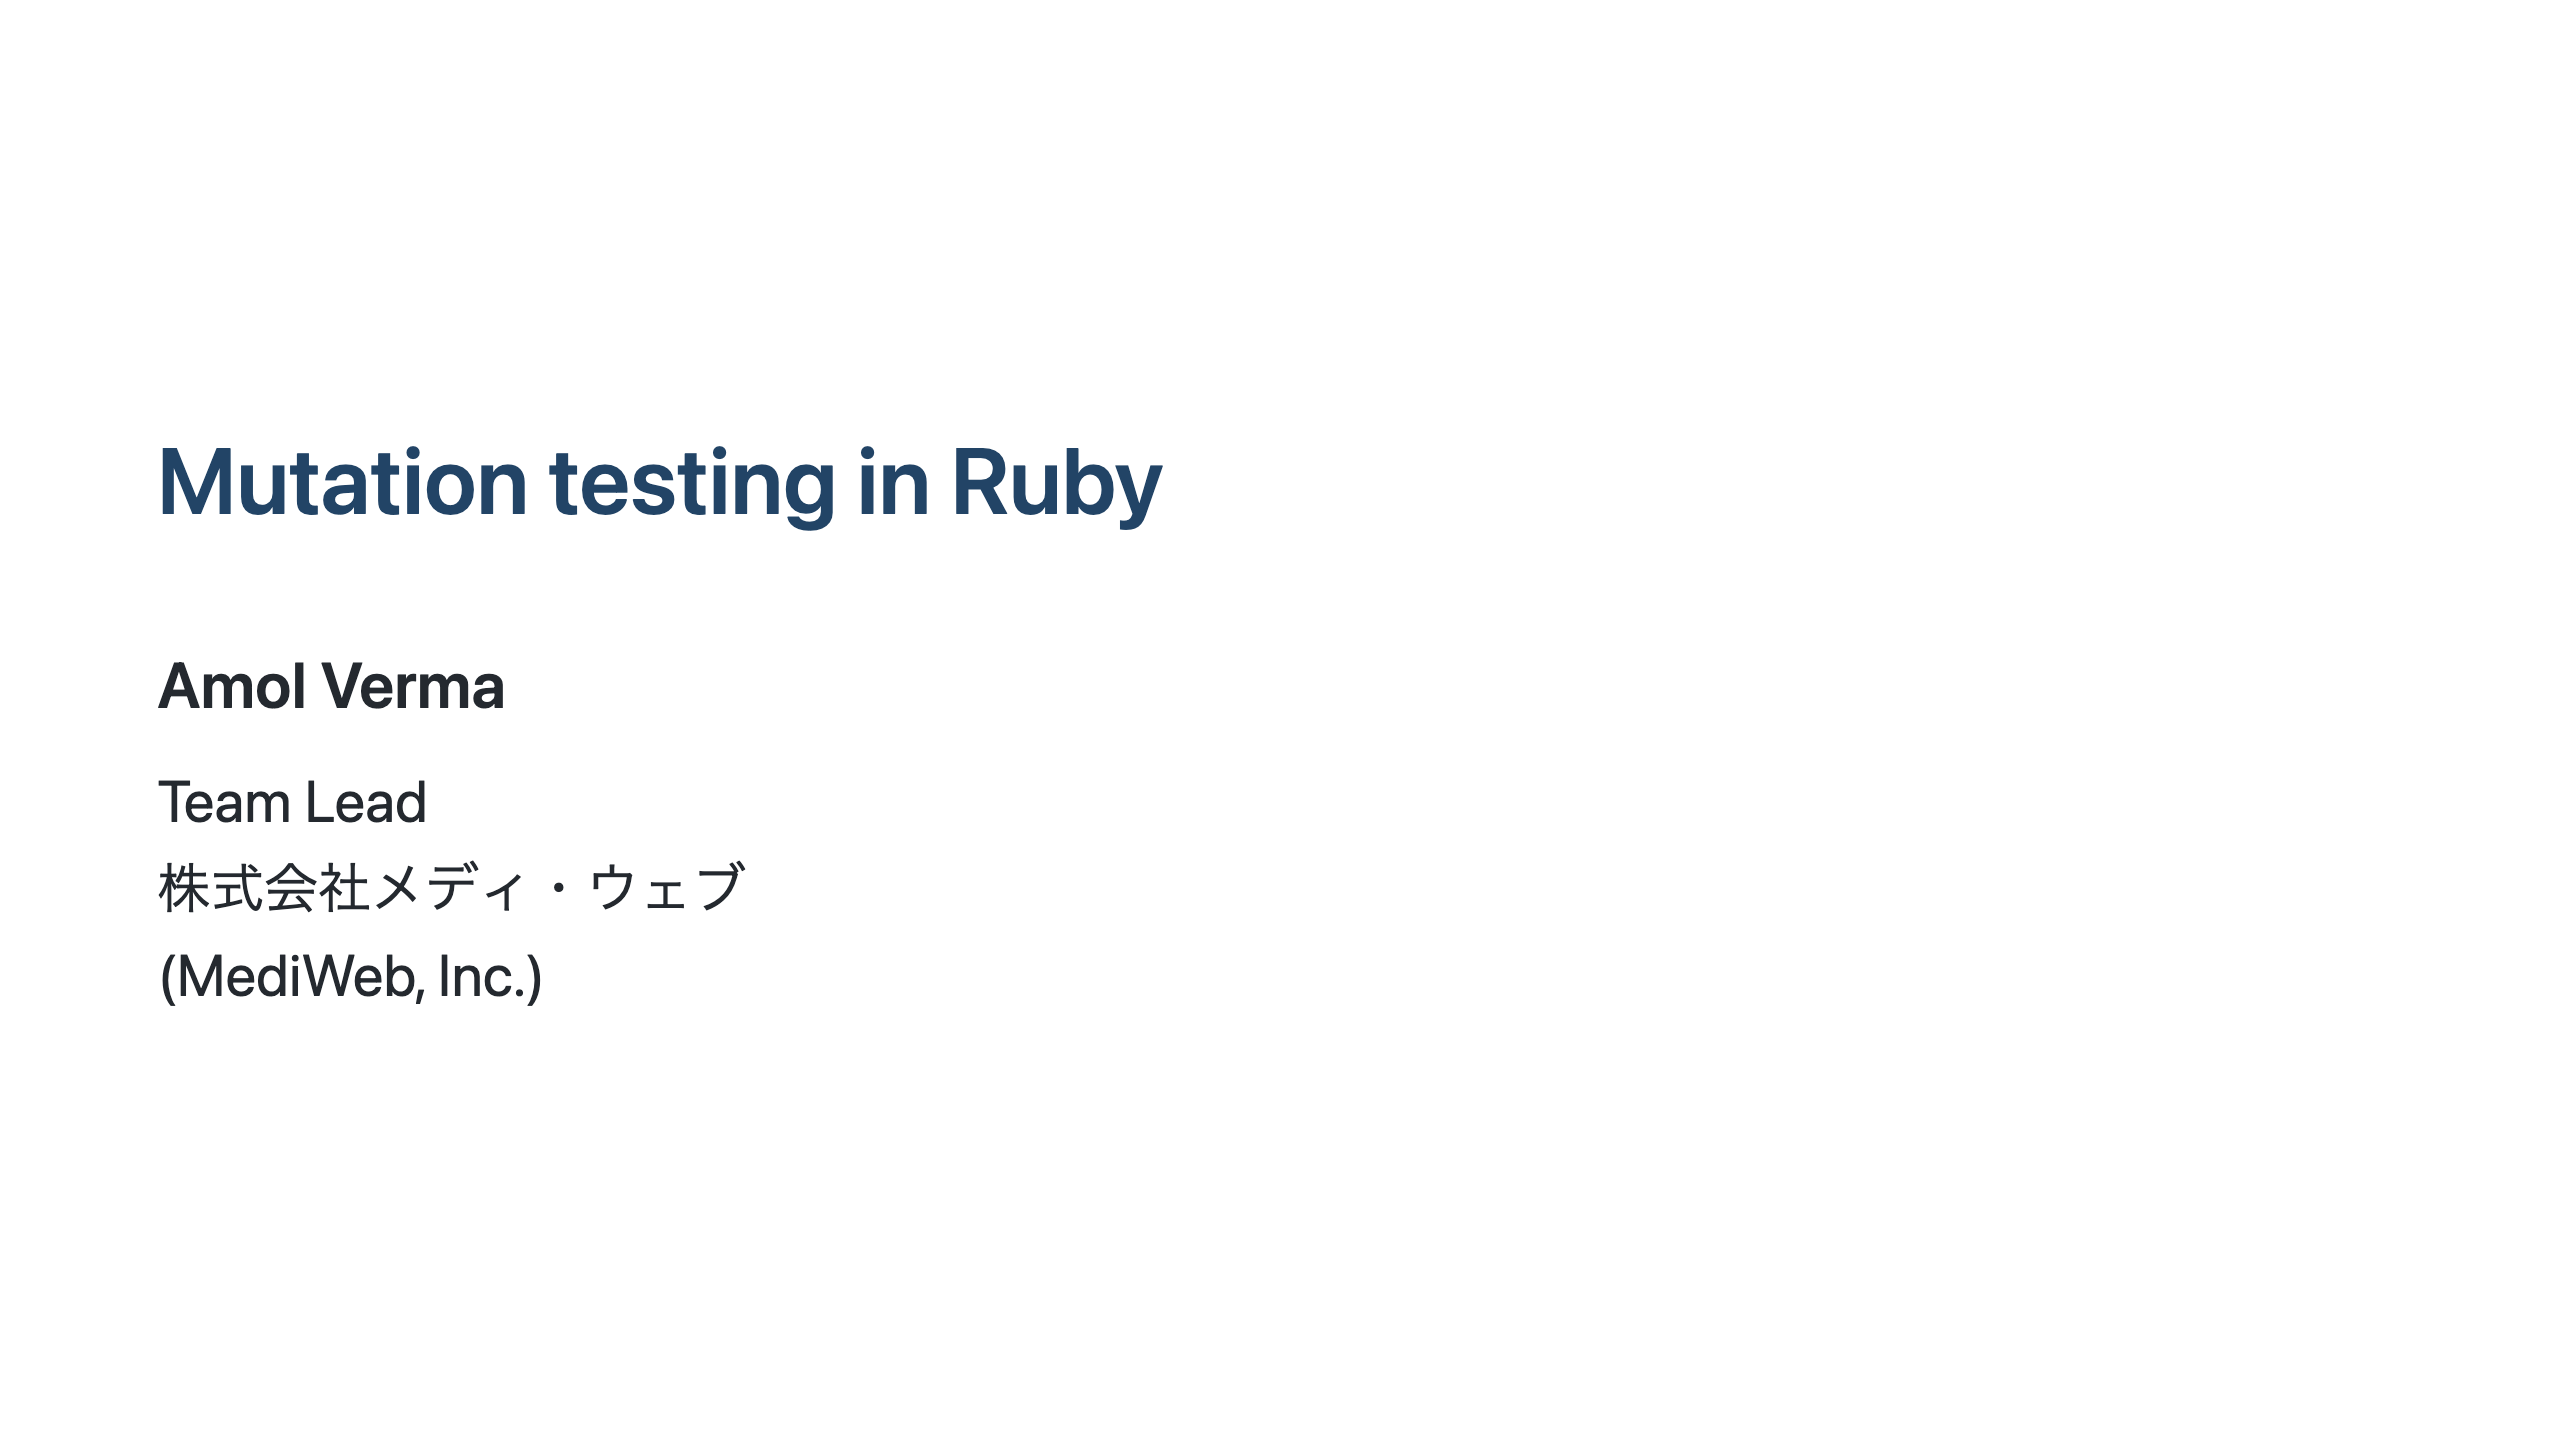 Mutation testing in Ruby
Amol Verma
Team Lead
株式会社メディ・ウェブ
(MediWeb, Inc.)